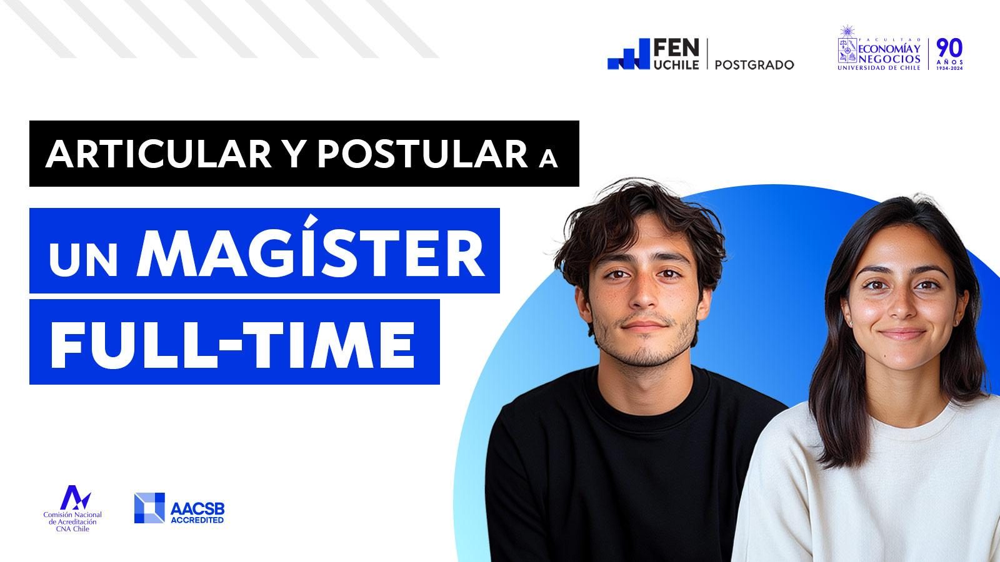 FEN
UCHILE
POSTGRADO
FACULTAD
ECONOMÍA Y
NEGOCIOS
UNIVERSIDAD DE CHILE
90
AÑOS
1934-2024
ARTICULAR Y POSTULAR A
UN MAGÍSTER
FULL-TIME
Comisión Nacional
de Acreditación
CNA Chile
AACSB
ACCREDITED